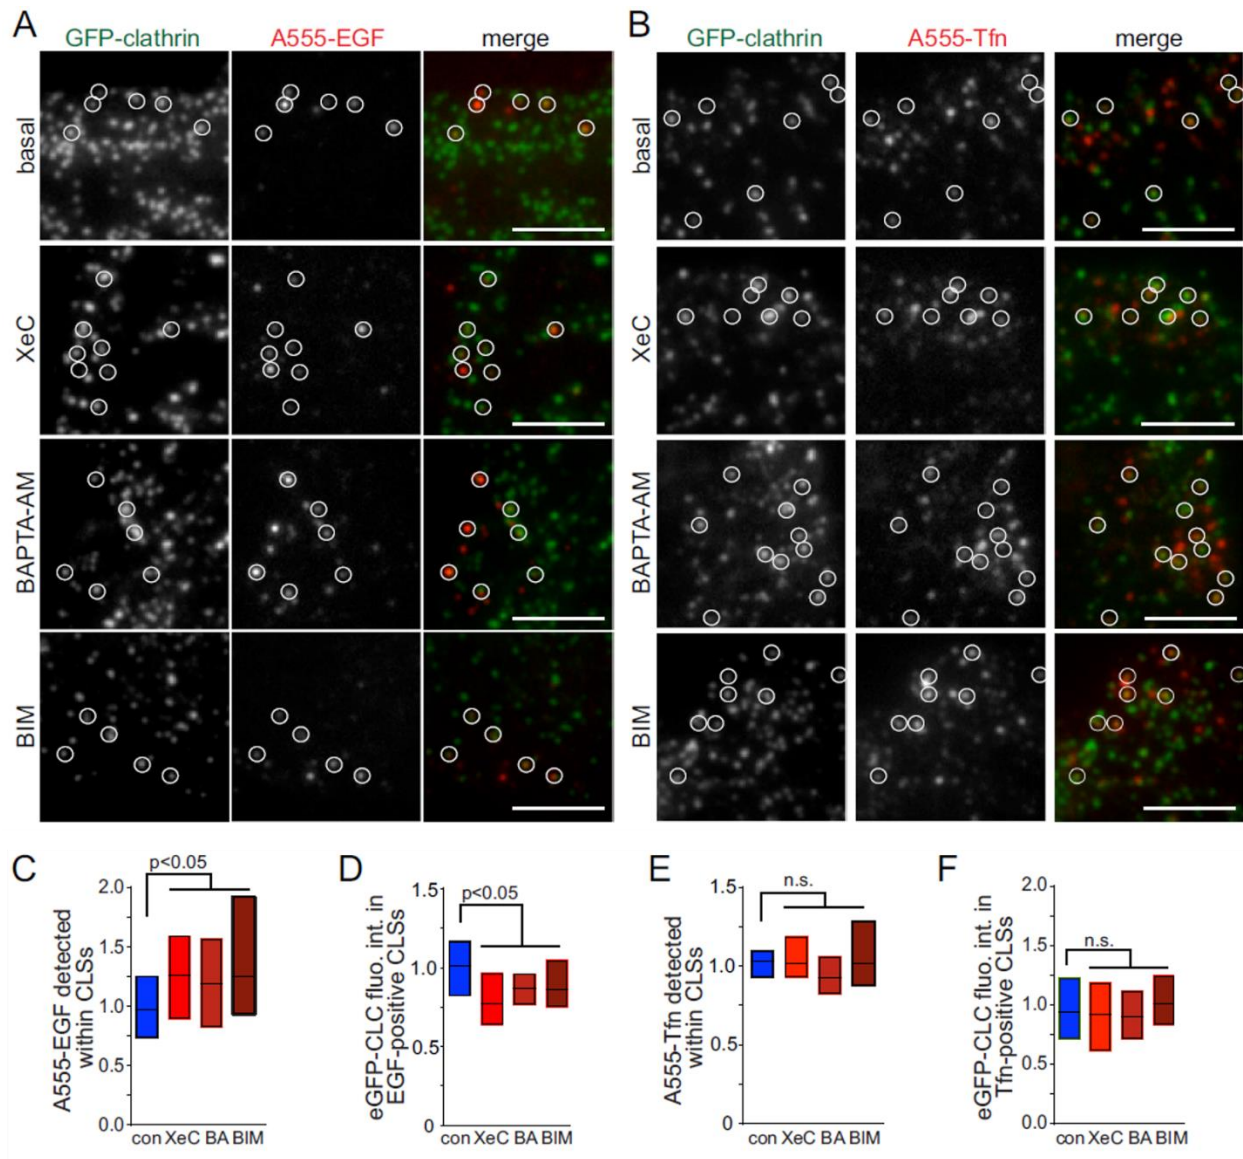 A
GFP-clathrin A555-EGF merge
basal
XeC
BAPTA-AM
BIM
B
GFP-clathrin A555-Tfn merge
basal
XeC
BAPTA-AM
BIM
C
p<0.05
A555-EGF detected
within CLSs
2.0
1.5
1.0
0.5
0.0
con XeC BA BIM
D
p<0.05
eGFP-CLC fluo. int. in
EGF-positive CLSs
1.5
1.0
0.5
0
con XeC BA BIM
E
n.s.
A555-Tfn detected
within CLSs
1.5
1.0
0.5
0
con XeC BA BIM
F
n.s.
eGFP-CLC fluo. int. in
Tfn-positive CLSs
2.0
1.5
1.0
0.5
0.0
con XeC BA BIM